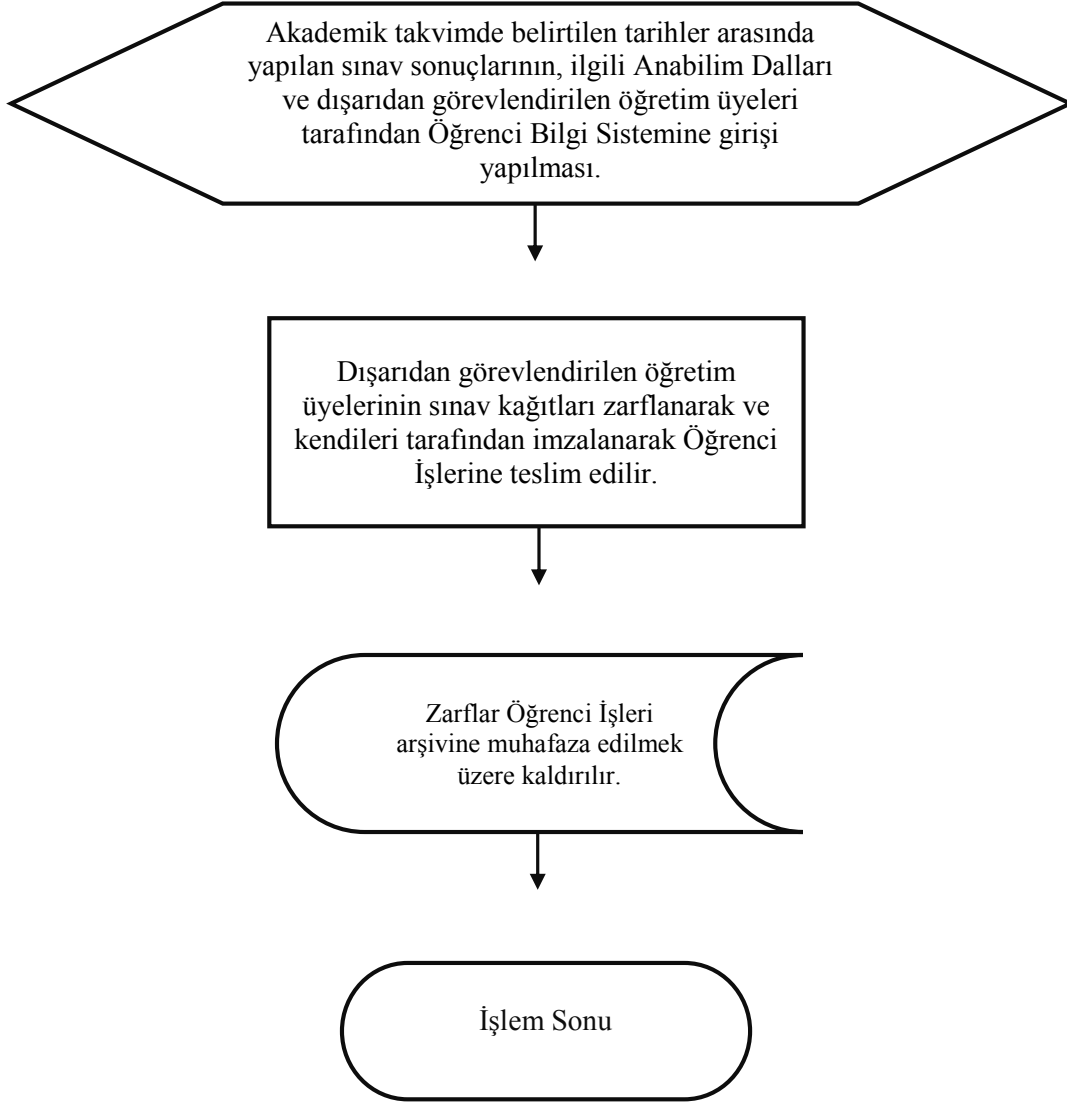 Akademik takvimde belirtilen tarihler arasında
yapılan sınav sonuçlarının, ilgili Anabilim Dalları
ve dışarıdan görevlendirilen öğretim üyeleri
tarafından Öğrenci Bilgi Sistemine girişi
yapılması.
Dışarıdan görevlendirilen öğretim
üyelerinin sınav kağıtları zarflanarak ve
kendileri tarafından imzalanarak Öğrenci
İşlerine teslim edilir.
Zarflar Öğrenci İşleri
arşivine muhafaza edilmek
üzere kaldırılır.
İşlem Sonu